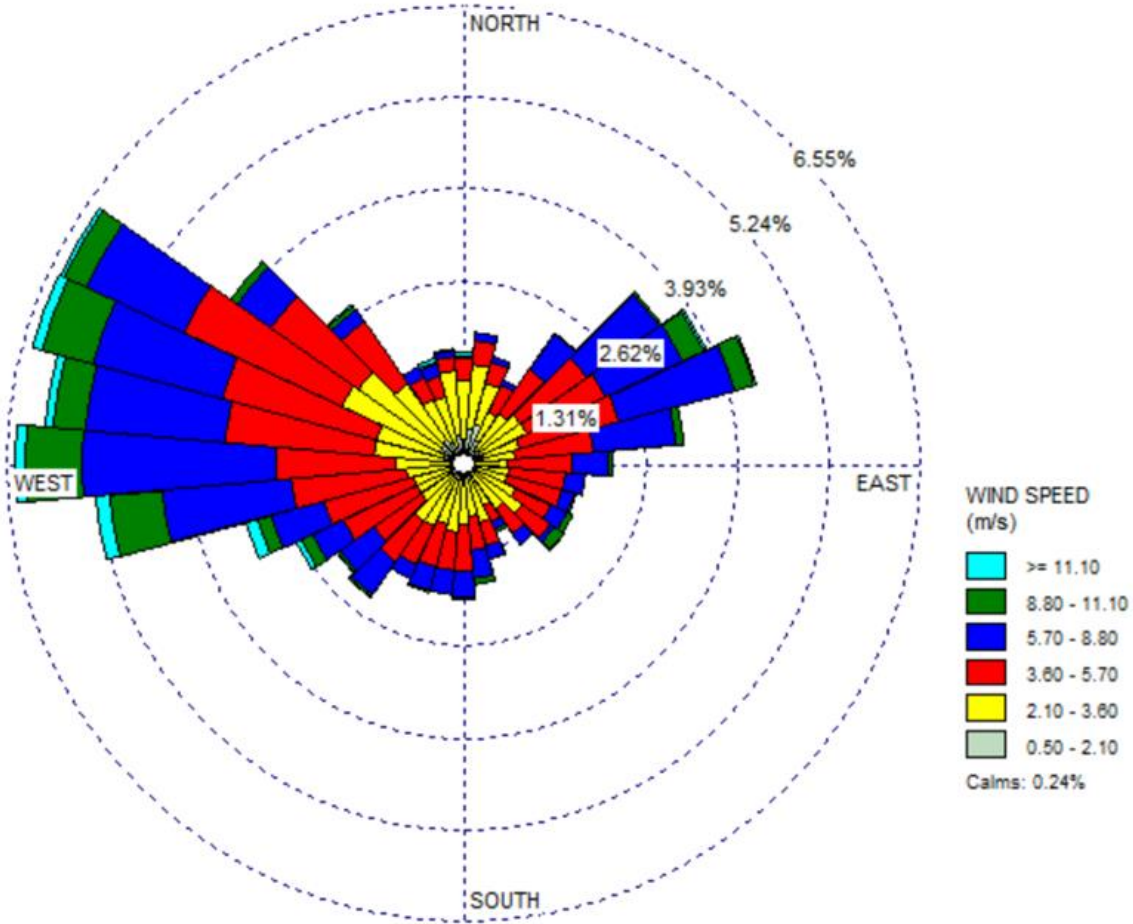 NORTH
6.55%
5.24%
3.93%
2.62%
1.31%
WEST
EAST
WIND SPEED
(m/s)
>= 11.10
8.80 - 11.10
5.70 - 8.80
3.60 - 5.70
2.10 - 3.60
0.50 - 2.10
Calms: 0.24%
SOUTH